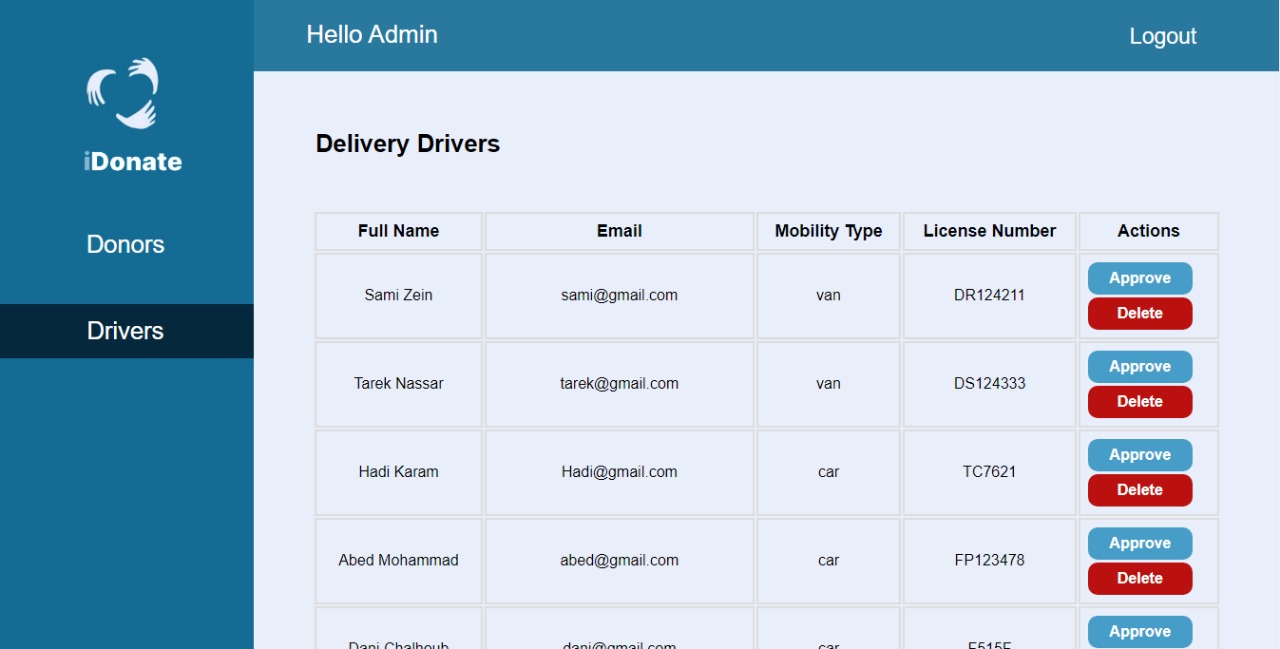 Hello Admin
Logout
iDonate
Donors
Drivers
Delivery Drivers
Full Name Email Mobility Type License Number Actions
Sami Zein sami@gmail.com van DR124211 Approve
Delete
Tarek Nassar tarek@gmail.com van DS124333 Approve
Delete
Hadi Karam Hadi@gmail.com car TC7621 Approve
Delete
Abed Mohammad abed@gmail.com car FP123478 Approve
Delete
Dani Chalhoub dani@gmail.com car Approve